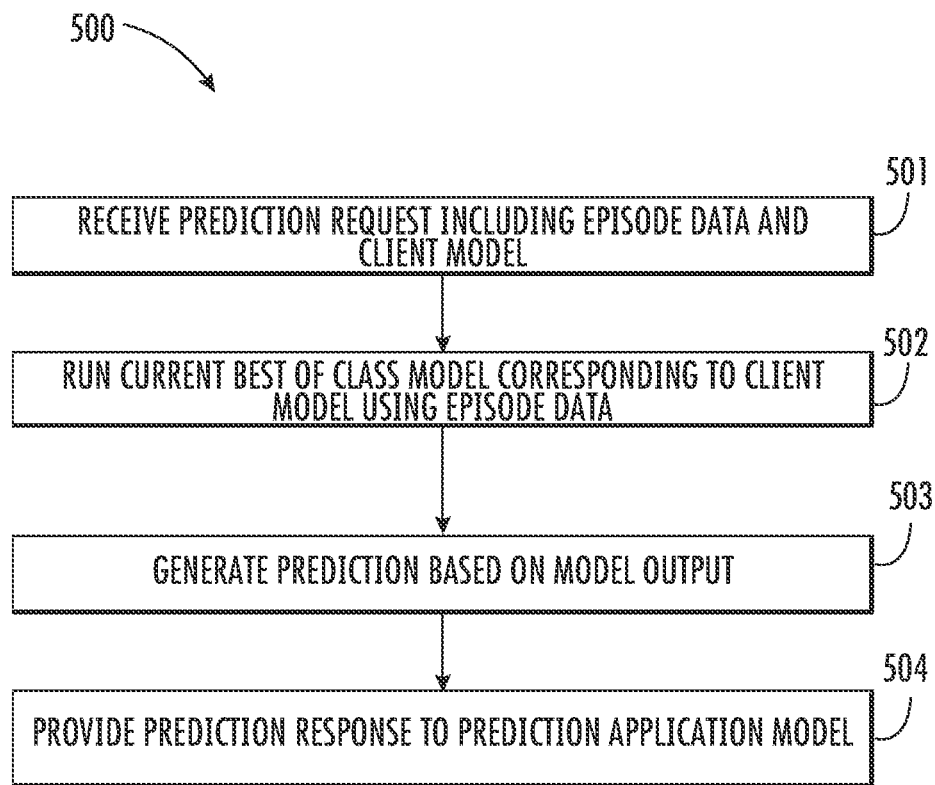 500
501
RECEIVE PREDICTION REQUEST INCLUDING EPISODE DATA AND
CLIENT MODEL
502
RUN CURRENT BEST OF CLASS MODEL CORRESPONDING TO CLIENT
MODEL USING EPISODE DATA
503
GENERATE PREDICTION BASED ON MODEL OUTPUT
504
PROVIDE PREDICTION RESPONSE TO PREDICTION APPLICATION MODEL